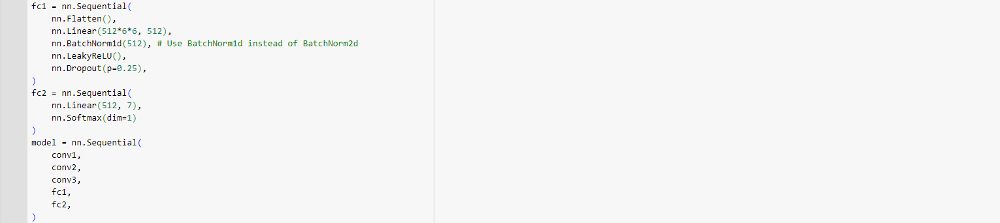 fc1 = nn.Sequential(
    nn.Flatten(),
    nn.Linear(512*6*6, 512),
    nn.BatchNorm1d(512), # Use BatchNorm1d instead of BatchNorm2d
    nn.LeakyReLU(),
    nn.Dropout(p=0.25),
)
fc2 = nn.Sequential(
    nn.Linear(512, 7),
    nn.Softmax(dim=1)
)
model = nn.Sequential(
    conv1,
    conv2,
    conv3,
    fc1,
    fc2,
)